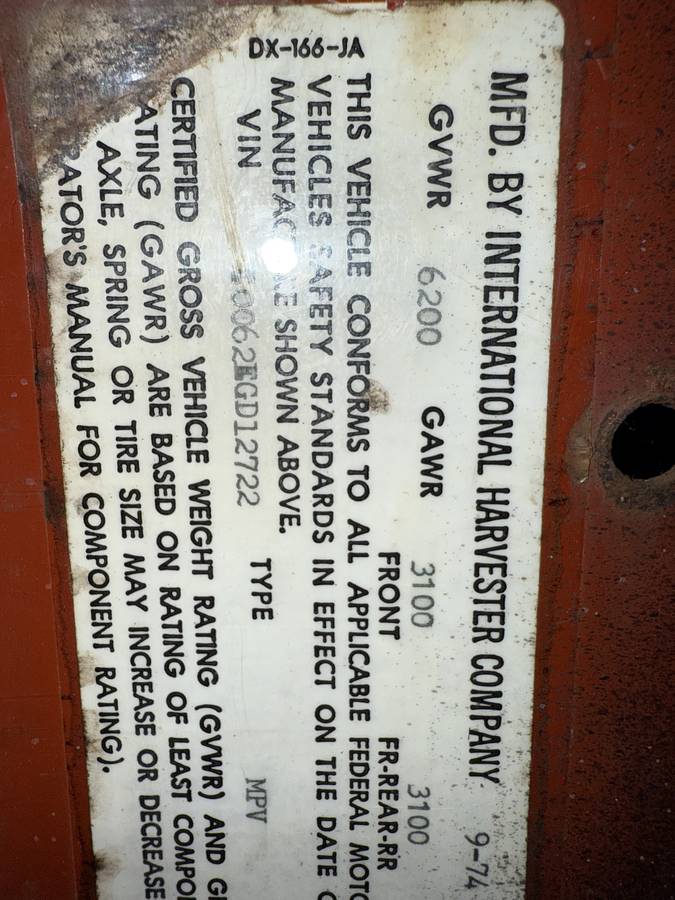 MFD. BY INTERNATIONAL HARVESTER COMPANY 9-74
GVWR 6200 GAWR 3100 3100
FRONT FR-REAR-RR
THIS VEHICLE CONFORMS TO ALL APPLICABLE FEDERAL
VEHICLES SAFETY STANDARDS IN EFFECT ON THE DATE
SHOWN ABOVE.
VIN 0062EGD12722 TYPE MPV
CERTIFIED GROSS VEHICLE WEIGHT RATING (GVWR) AND
(GAWR) ARE BASED ON RATING OF LEAST
AXLE, SPRING OR TIRE SIZE MAY INCREASE OR DECREASE
MANUAL FOR COMPONENT RATING).
DX-166-JA